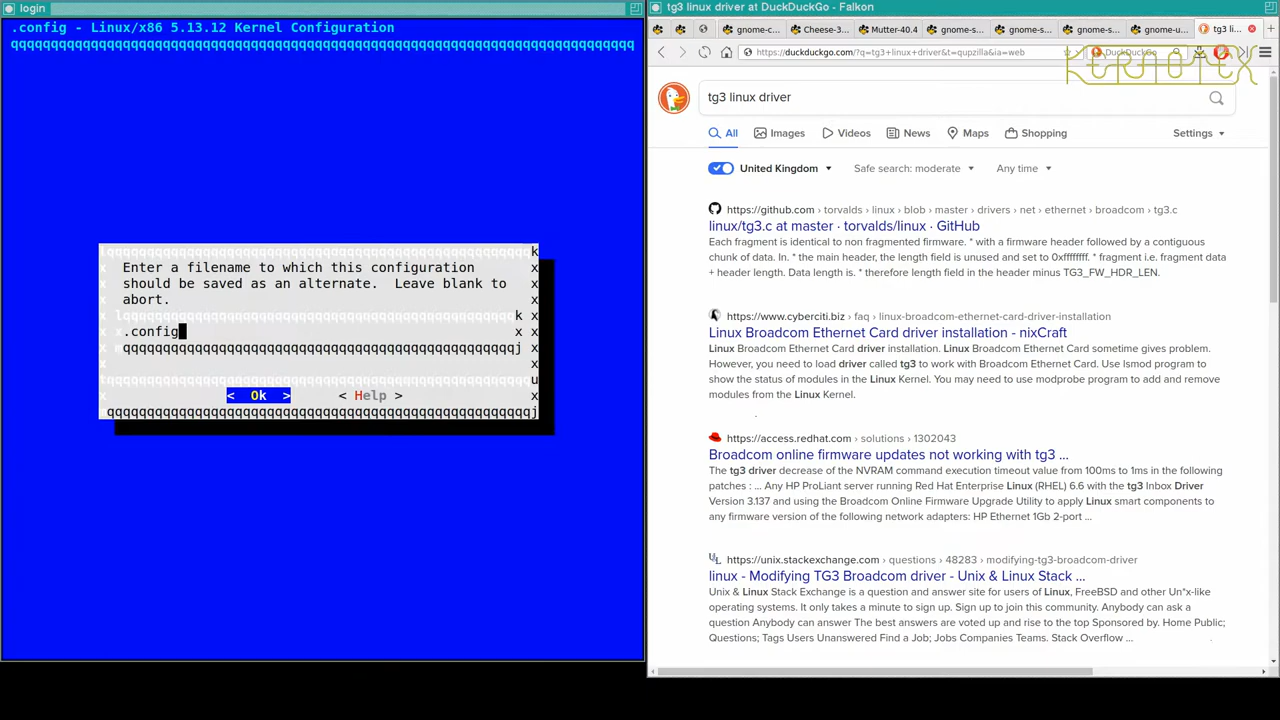 login
.config - Linux/x86 5.13.12 Kernel Configuration
qqqqqqqqqqqqqqqqqqqqqqqqqqqqqqqqqqqqqqqqqqqqqqqqqqqqqqqqqqqqqqqqqqqqqqqqqqqqqq
lqqqqqqqqqqqqqqqqqqqqqqqqqqqqqqqqqqqqqqqqqqqqqqqqqqqqqk
x Enter a filename to which this configuration x
x should be saved as an alternate.  Leave blank to x
x abort. x
x lqqqqqqqqqqqqqqqqqqqqqqqqqqqqqqqqqqqqqqqqqqqqqqqqqk x
x x .config x x
x mqqqqqqqqqqqqqqqqqqqqqqqqqqqqqqqqqqqqqqqqqqqqqqqqqj x
x x
tqqqqqqqqqqqqqqqqqqqqqqqqqqqqqqqqqqqqqqqqqqqqqqqqqqqqqu
x <  Ok  > < Help > x
qqqqqqqqqqqqqqqqqqqqqqqqqqqqqqqqqqqqqqqqqqqqqqqqqqqqqj
tg3 linux driver at DuckDuckGo - Falkon
gnome-c... Cheese-3... Mutter-40.4 gnome-s... gnome-s... gnome-s... gnome-u... tg3 li
https://duckduckgo.com/?q=tg3+linux+driver&t=qupzilla&ia=web DuckDuckGo
KERNOTEX
tg3 linux driver
All Images Videos News Maps Shopping Settings
United Kingdom Safe search: moderate Any time
https://github.com › torvalds › linux › blob › master › drivers › net › ethernet › broadcom › tg3.c
linux/tg3.c at master · torvalds/linux · GitHub
Each fragment is identical to non fragmented firmware. * with a firmware header followed by a contiguous
chunk of data. In. * the main header, the length field is unused and set to 0xffffffff. * fragment i.e. fragment data
+ header length. Data length is. * therefore length field in the header minus TG3_FW_HDR_LEN.
https://www.cyberciti.biz › faq › linux-broadcom-ethernet-card-driver-installation
Linux Broadcom Ethernet Card driver installation - nixCraft
Linux Broadcom Ethernet Card driver installation. Linux Broadcom Ethernet Card sometime gives problem.
However, you need to load driver called tg3 to work with Broadcom Ethernet Card. Use lsmod program to
show the status of modules in the Linux Kernel. You may need to use modprobe program to add and remove
modules from the Linux Kernel.
https://access.redhat.com › solutions › 1302043
Broadcom online firmware updates not working with tg3 ...
The tg3 driver decrease of the NVRAM command execution timeout value from 100ms to 1ms in the following
patches : ... Any HP ProLiant server running Red Hat Enterprise Linux (RHEL) 6.6 with the tg3 Inbox Driver
Version 3.137 and using the Broadcom Online Firmware Upgrade Utility to apply Linux smart components to
any firmware version of the following network adapters: HP Ethernet 1Gb 2-port ...
https://unix.stackexchange.com › questions › 48283 › modifying-tg3-broadcom-driver
linux - Modifying TG3 Broadcom driver - Unix & Linux Stack ...
Unix & Linux Stack Exchange is a question and answer site for users of Linux, FreeBSD and other Un*x-like
operating systems. It only takes a minute to sign up. Sign up to join this community. Anybody can ask a
question Anybody can answer The best answers are voted up and rise to the top Sponsored by. Home Public;
Questions; Tags Users Unanswered Find a Job; Jobs Companies Teams. Stack Overflow ...